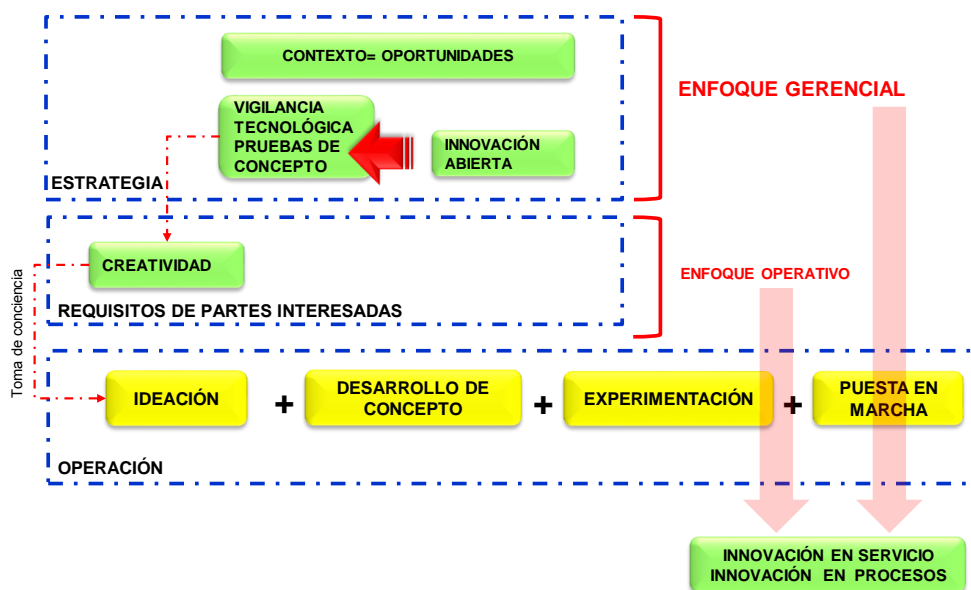 CONTEXTO= OPORTUNIDADES
ENFOQUE GERENCIAL
VIGILANCIA
TECNOLÓGICA
PRUEBAS DE
CONCEPTO
INNOVACIÓN
ABIERTA
ESTRATEGIA
CREATIVIDAD
ENFOQUE OPERATIVO
REQUISITOS DE PARTES INTERESADAS
Toma de conciencia
IDEACIÓN
+
DESARROLLO DE
CONCEPTO
+
EXPERIMENTACIÓN
+
PUESTA EN
MARCHA
OPERACIÓN
INNOVACIÓN EN SERVICIO
INNOVACIÓN EN PROCESOS